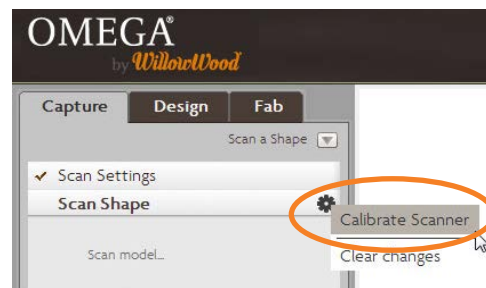 OMEGA®
by WillowWood
Capture Design Fab
Scan a Shape
✔ Scan Settings
Scan Shape
Calibrate Scanner
Scan model...
Clear changes